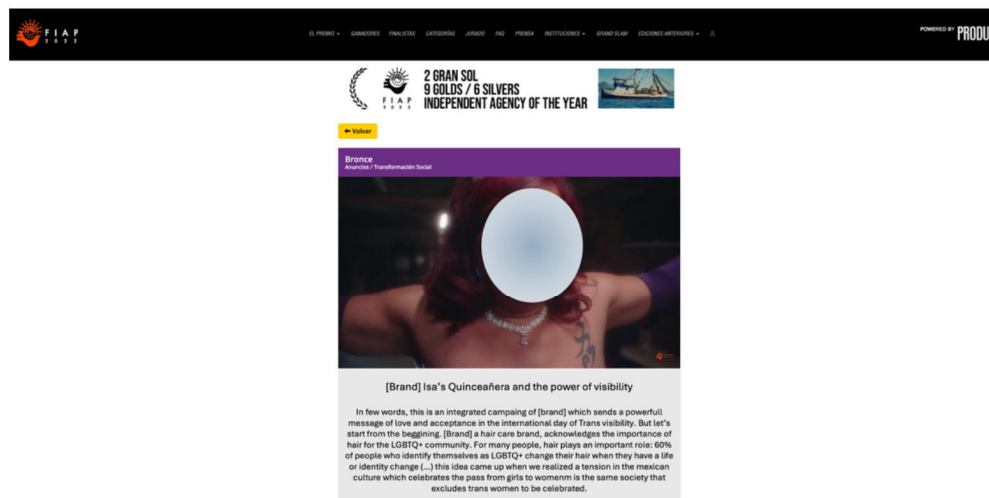 FIAP
2022
EL PREMIO GANADORES FINALISTAS CATEGORÍAS JURADO FAQ PRENSA INSTITUCIONES GRAND SLAM EDICIONES ANTERIORES
POWERED BY PRODU
FIAP
2022
2 GRAN SOL
9 GOLDS / 6 SILVERS
INDEPENDENT AGENCY OF THE YEAR
Volver
Bronce
Anuncios / Transformación Social
[Brand] Isa's Quinceañera and the power of visibility
In few words, this is an integrated campaing of [brand] which sends a powerfull
message of love and acceptance in the international day of Trans visibility. But let's
start from the beggining. [Brand] a hair care brand, acknowledges the importance of
hair for the LGBTQ+ community. For many people, hair plays an important role: 60%
of people who identify themselves as LGBTQ+ change their hair when they have a life
or identity change (...) this idea came up when we realized a tension in the mexican
culture which celebrates the pass from girls to womenm is the same society that
excludes trans women to be celebrated.